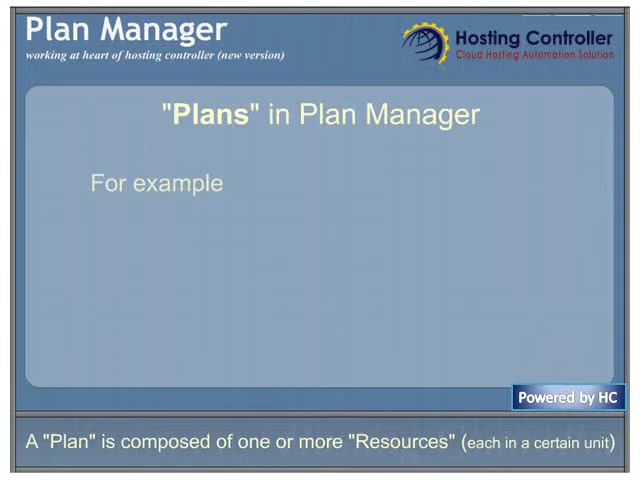 Plan Manager
working at heart of hosting controller (new version)
Hosting Controller
Cloud Hosting Automation Solution
"Plans" in Plan Manager
For example
Powered by HC
A "Plan" is composed of one or more "Resources" (each in a certain unit)